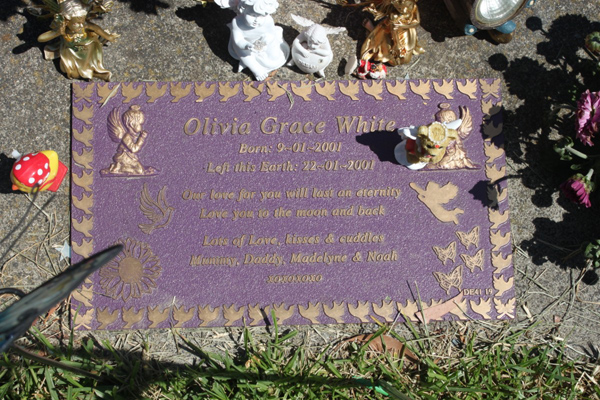 Olivia Grace White
Born: 9-01-2001
Left this Earth: 22-01-2001
Our love for you will last an eternity
Love you to the moon and back
Lots of Love, kisses & cuddles
Mummy, Daddy, Madelyne & Noah
xoxoxoxo